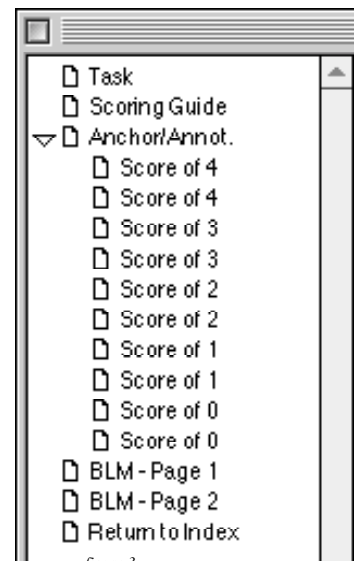 Task
Scoring Guide
Anchor/Annot.
Score of 4
Score of 4
Score of 3
Score of 3
Score of 2
Score of 2
Score of 1
Score of 1
Score of 0
Score of 0
BLM - Page 1
BLM - Page 2
Return to Index